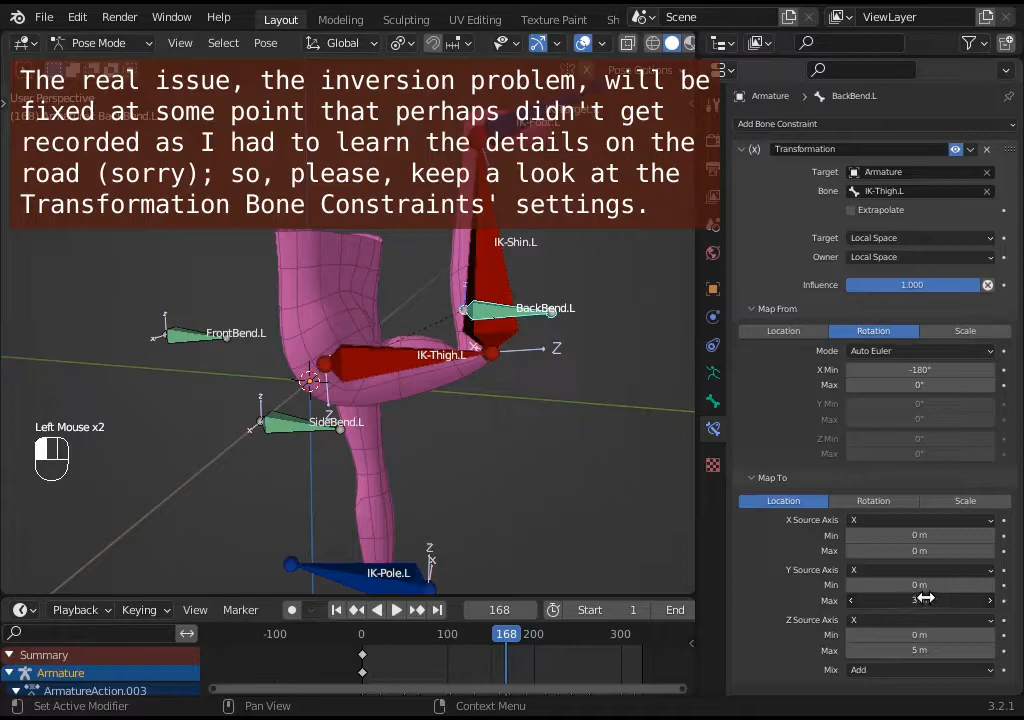 File Edit Render Window Help Layout Modeling Sculpting UV Editing Texture Paint Sh Scene ViewLayer
Pose Mode View Select Pose Global
The real issue, the inversion problem, will be
fixed at some point that perhaps didn't get
recorded as I had to learn the details on the
road (sorry); so, please, keep a look at the
Transformation Bone Constraints' settings.
Armature BackBend.L
Add Bone Constraint
(x) Transformation
Target Armature
Bone IK-Thigh.L
Extrapolate
Target Local Space
Owner Local Space
Influence 1.000
Map From
Location Rotation Scale
Mode Auto Euler
X Min -180°
Max 0°
Y Min 0°
Max 0°
Z Min 0°
Max 0°
Map To
Location Rotation Scale
X Source Axis X
Min 0 m
Max 0 m
Y Source Axis X
Min 0 m
Max
Z Source Axis X
Min 0 m
Max 5 m
Mix Add
IK-Shin.L
BackBend.L
FrontBend.L
IK-Thigh.L
Z
SideBend.L
Left Mouse x2
IK-Pole.L
Playback Keying View Marker 168 Start 1 End
-100 0 100 168 200 300
Summary
Armature
ArmatureAction.003
Set Active Modifier Pan View Context Menu 3.2.1